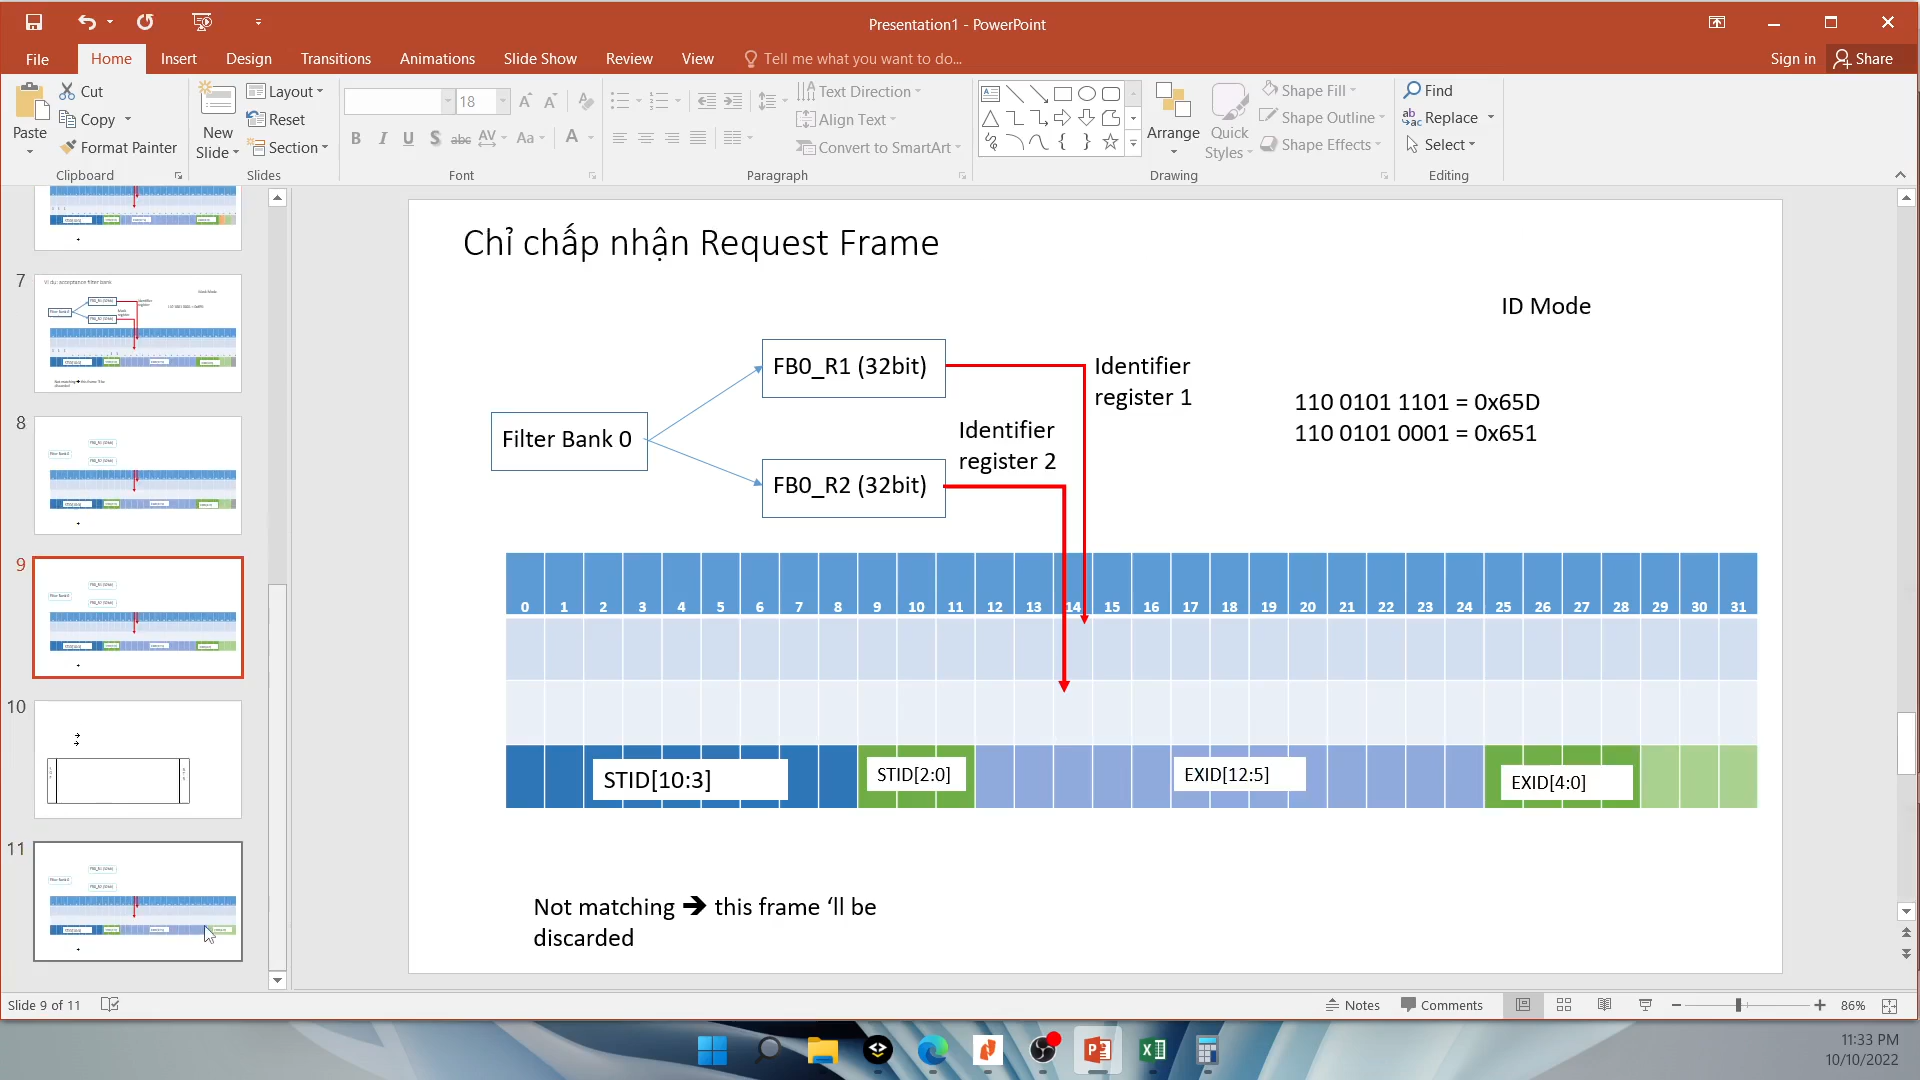 Presentation1 - PowerPoint
File
Home
Insert
Design
Transitions
Animations
Slide Show
Review
View
Tell me what you want to do...
Sign in
Share
Paste
Cut
Copy
Format Painter
Clipboard
New
Slide
Layout
Reset
Section
Slides
18
Font
Text Direction
Align Text
Convert to SmartArt
Paragraph
Arrange
Quick
Styles
Shape Fill
Shape Outline
Shape Effects
Drawing
Find
Replace
Select
Editing
7
8
9
10
11
Chỉ chấp nhận Request Frame
ID Mode
FB0_R1 (32bit)
Identifier
register 1
110 0101 1101 = 0x65D
110 0101 0001 = 0x651
Filter Bank 0
Identifier
register 2
FB0_R2 (32bit)
0 1 2 3 4 5 6 7 8 9 10 11 12 13 14 15 16 17 18 19 20 21 22 23 24 25 26 27 28 29 30 31
STID[10:3] STID[2:0] EXID[12:5] EXID[4:0]
Not matching ➔ this frame ‘ll be
discarded
Slide 9 of 11
Notes
Comments
86%
11:33 PM
10/10/2022